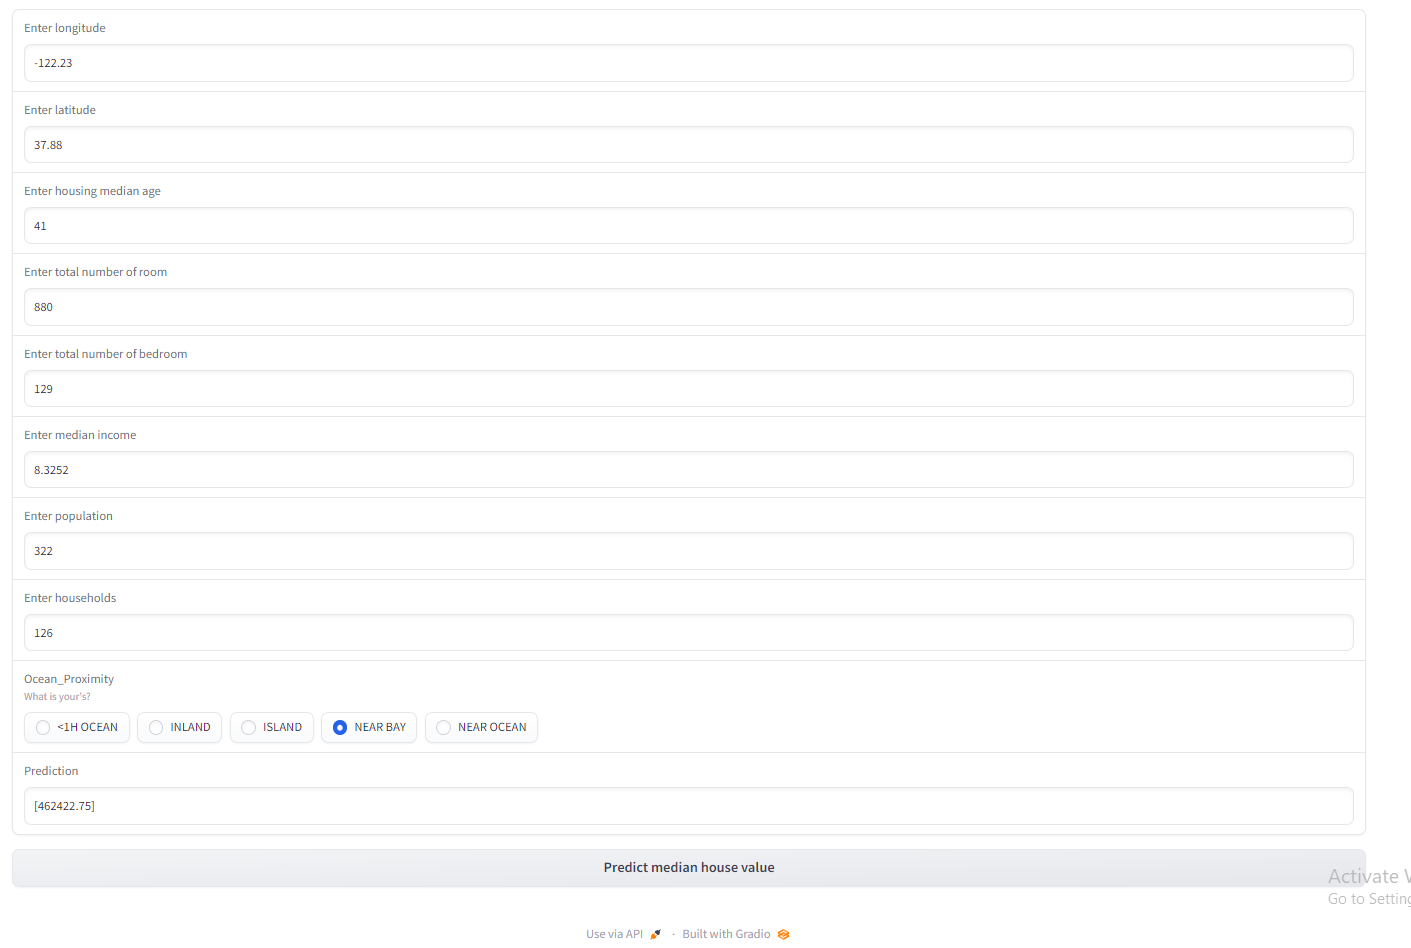 Enter longitude
-122.23
Enter latitude
37.88
Enter housing median age
41
Enter total number of room
880
Enter total number of bedroom
129
Enter median income
8.3252
Enter population
322
Enter households
126
Ocean_Proximity
What is your's?
<1H OCEAN INLAND ISLAND NEAR BAY NEAR OCEAN
Prediction
[462422.75]
Predict median house value
Activate
Go to Setting
Use via API · Built with Gradio